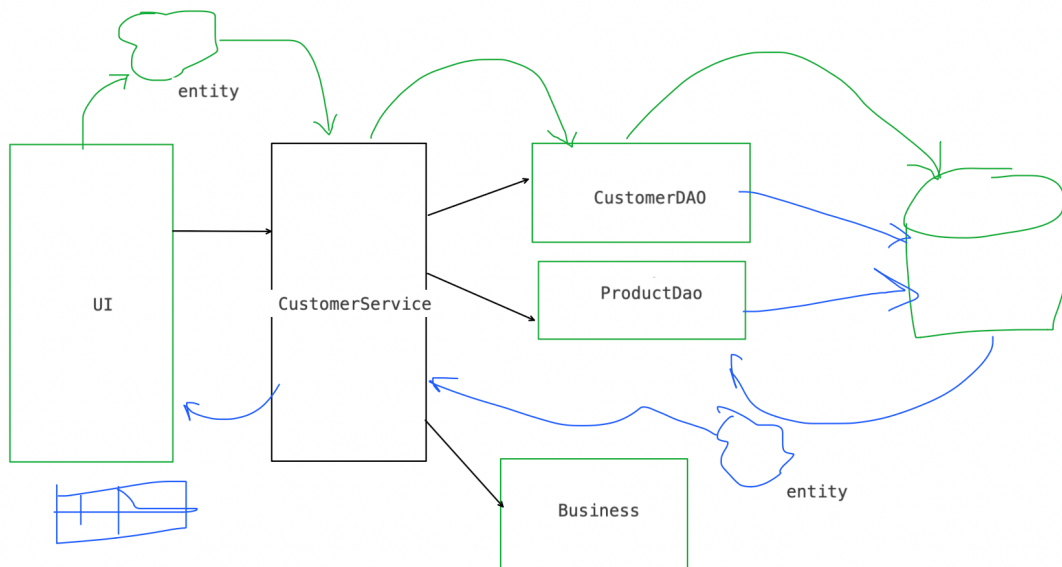 entity
UI
CustomerService
CustomerDAO
ProductDao
entity
Business